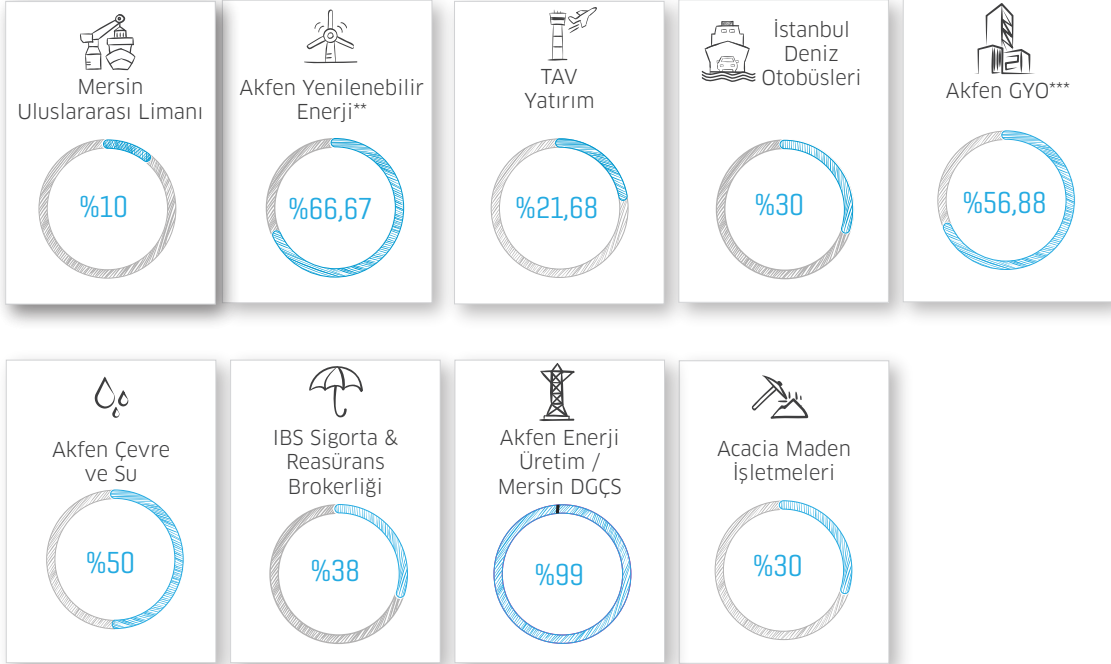 Mersin
Uluslararası Limanı
%10
Akfen Yenilenebilir
Enerji**
%66,67
TAV
Yatırım
%21,68
İstanbul
Deniz
Otobüsleri
%30
Akfen GYO***
%56,88
Akfen Çevre
ve Su
%50
IBS Sigorta &
Reasürans
Brokerliği
%38
Akfen Enerji
Üretim /
Mersin DGÇS
%99
Acacia Maden
İşletmeleri
%30